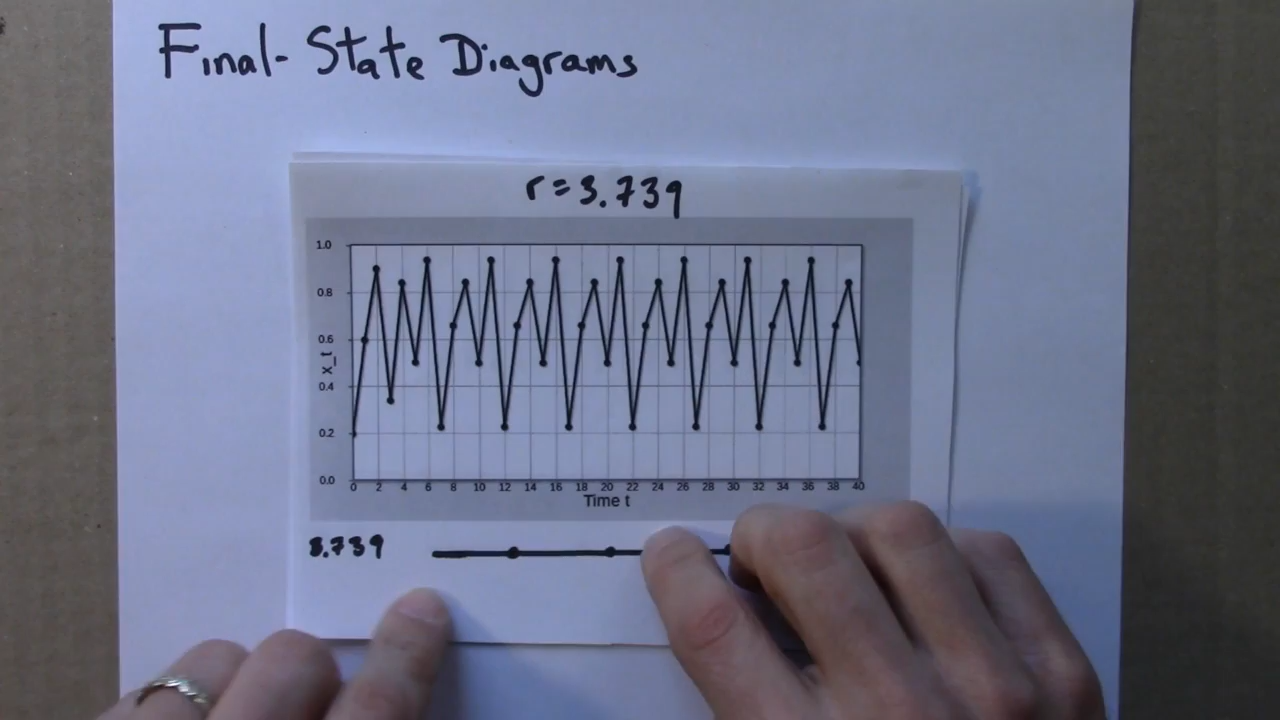 Final-State Diagrams
r=3.739
1.0
0.8
0.6
x_t
0.4
0.2
0.0
0 2 4 6 8 10 12 14 16 18 20 22 24 26 28 30 32 34 36 38 40
Time t
3.739